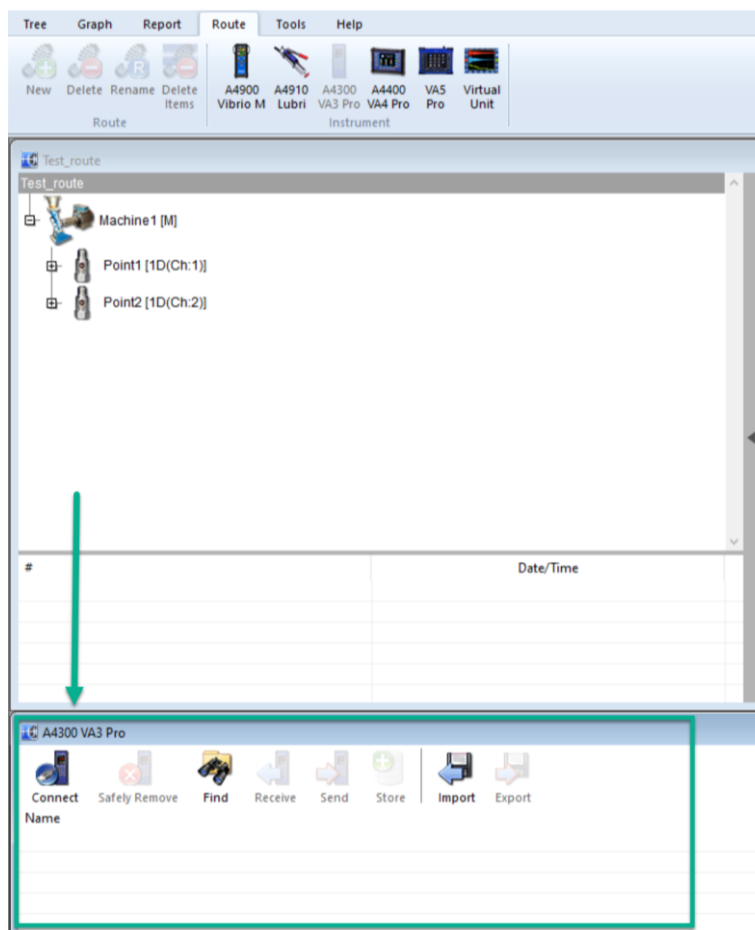 Tree Graph Report Route Tools Help
New Delete Rename Delete Items A4900 Vibrio M A4910 Lubri A4300 VA3 Pro A4400 VA4 Pro VA5 Pro Virtual Unit
Route Instrument
Test_route
Test_route
Machine1 [M]
Point1 [1D(Ch:1)]
Point2 [1D(Ch:2)]
# Date/Time
A4300 VA3 Pro
Connect Safely Remove Find Receive Send Store Import Export
Name